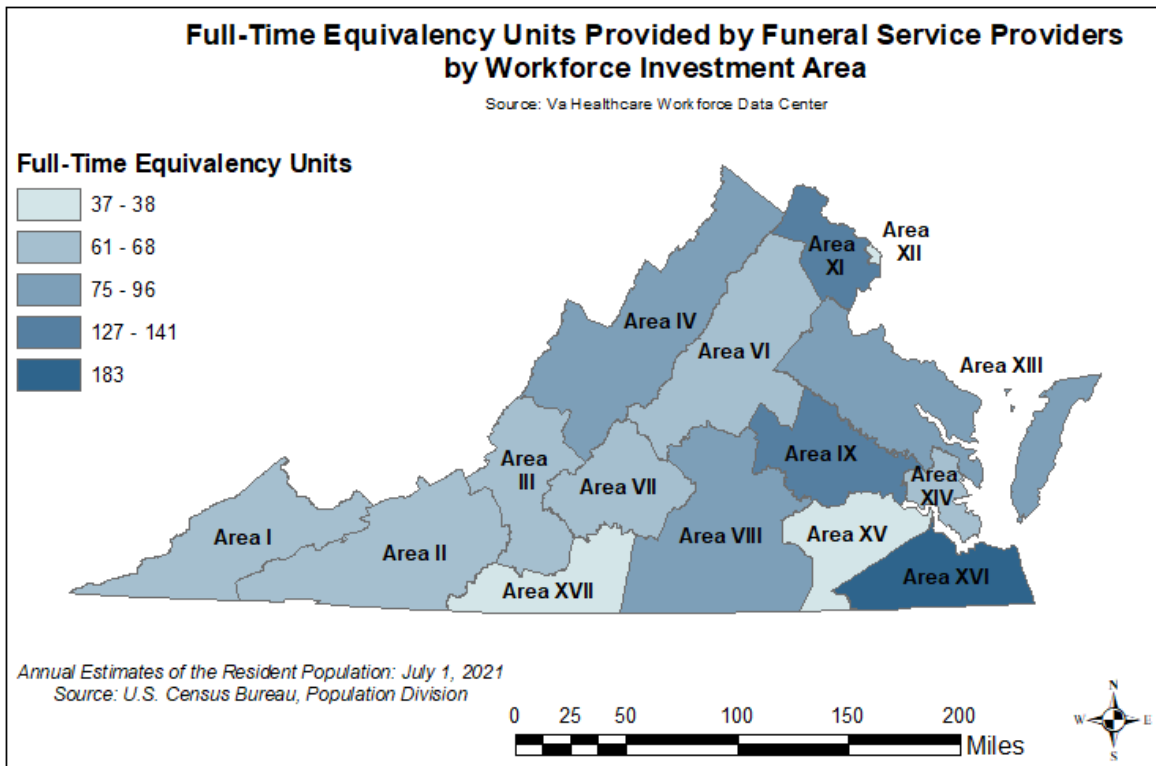 Full-Time Equivalency Units Provided by Funeral Service Providers
by Workforce Investment Area
Source: Va Healthcare Workforce Data Center
Full-Time Equivalency Units
37 - 38
61 - 68
75 - 96
127 - 141
183
Area
XII
Area
XI
Area IV
Area VI
Area XIII
Area IX
Area
III
Area VII
Area
XIV
Area I
Area II
Area VIII
Area XV
Area XVII
Area XVI
Annual Estimates of the Resident Population: July 1, 2021
Source: U.S. Census Bureau, Population Division
0 25 50 100 150 200
Miles
N
W E
S